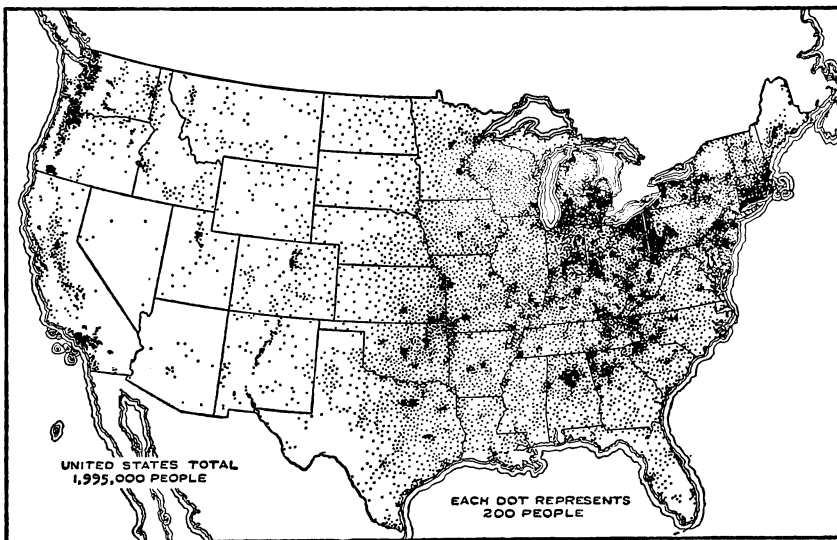 UNITED STATES TOTAL
1,995,000 PEOPLE
EACH DOT REPRESENTS
200 PEOPLE